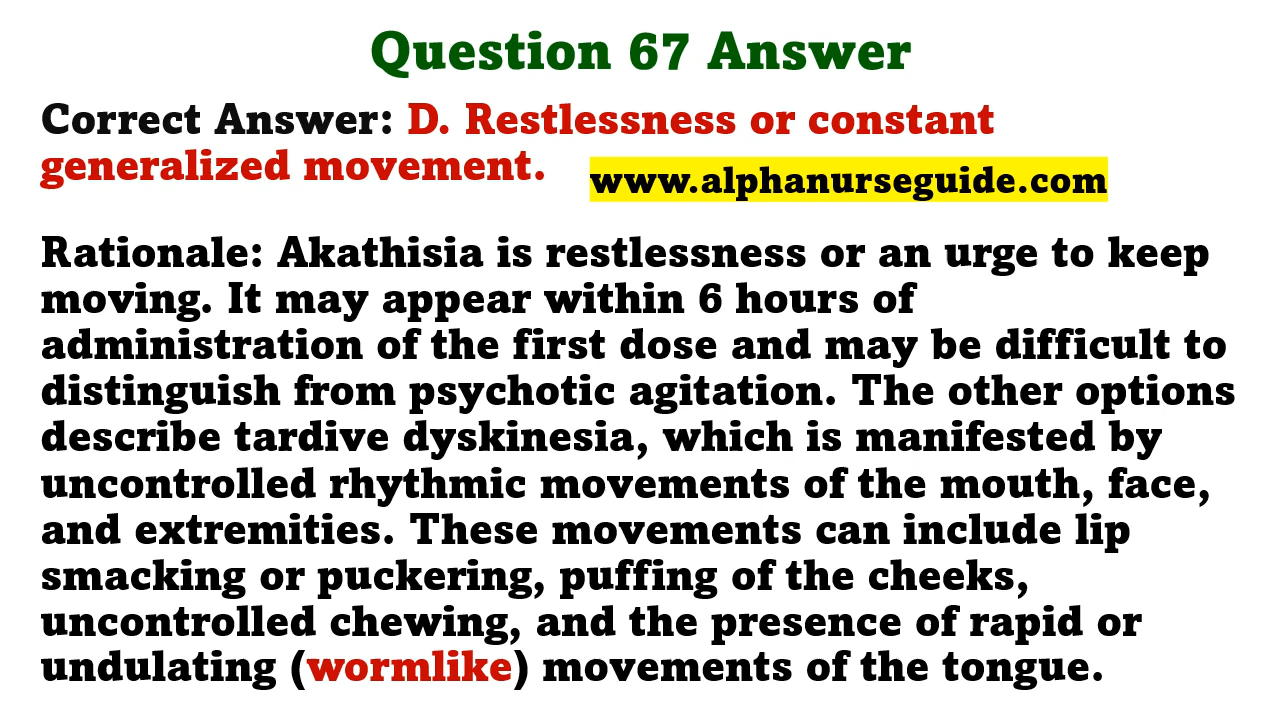 Question 67 Answer
Correct Answer: D. Restlessness or constant
generalized movement.
www.alphanurseguide.com
Rationale: Akathisia is restlessness or an urge to keep
moving. It may appear within 6 hours of
administration of the first dose and may be difficult to
distinguish from psychotic agitation. The other options
describe tardive dyskinesia, which is manifested by
uncontrolled rhythmic movements of the mouth, face,
and extremities. These movements can include lip
smacking or puckering, puffing of the cheeks,
uncontrolled chewing, and the presence of rapid or
undulating (wormlike) movements of the tongue.